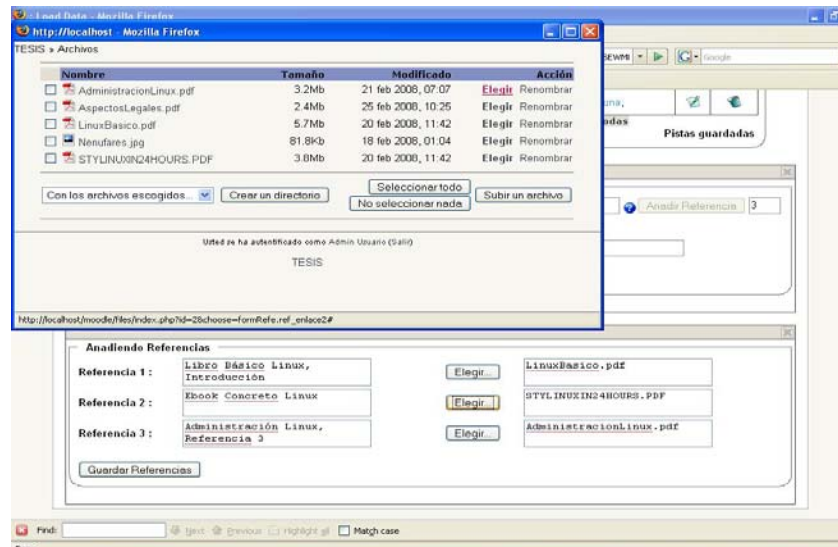 : Load Data - Mozilla Firefox
http://localhost - Mozilla Firefox
TESIS » Archivos
Nombre Tamaño Modificado Acción
AdministracionLinux.pdf 3.2Mb 21 feb 2008, 07:07 Elegir Renombrar
AspectosLegales.pdf 2.4Mb 25 feb 2008, 10:25 Elegir Renombrar
LinuxBasico.pdf 5.7Mb 20 feb 2008, 11:42 Elegir Renombrar
Nenufares.jpg 81.8Kb 18 feb 2008, 01:04 Elegir Renombrar
STYLINUXIN24HOURS.PDF 3.8Mb 20 feb 2008, 11:42 Elegir Renombrar
Con los archivos escogidos... Crear un directorio Seleccionar todo Subir un archivo
No seleccionar nada
Usted se ha autentificado como Admin Usuario (Salir)
TESIS
http://localhost/moodle/files/index.php?id=2&choose=formRefe.ref_enlace2#
Google
Pistas guardadas
Anadir Referencia 3
Anadiendo Referencias
Referencia 1 : Libro Básico Linux, Introducción Elegir... LinuxBasico.pdf
Referencia 2 : Ebook Concreto Linux Elegir... STYLINUXIN24HOURS.PDF
Referencia 3 : Administración Linux, Referencia 3 Elegir... AdministracionLinux.pdf
Guardar Referencias
Find: Next Previous Highlight all Match case